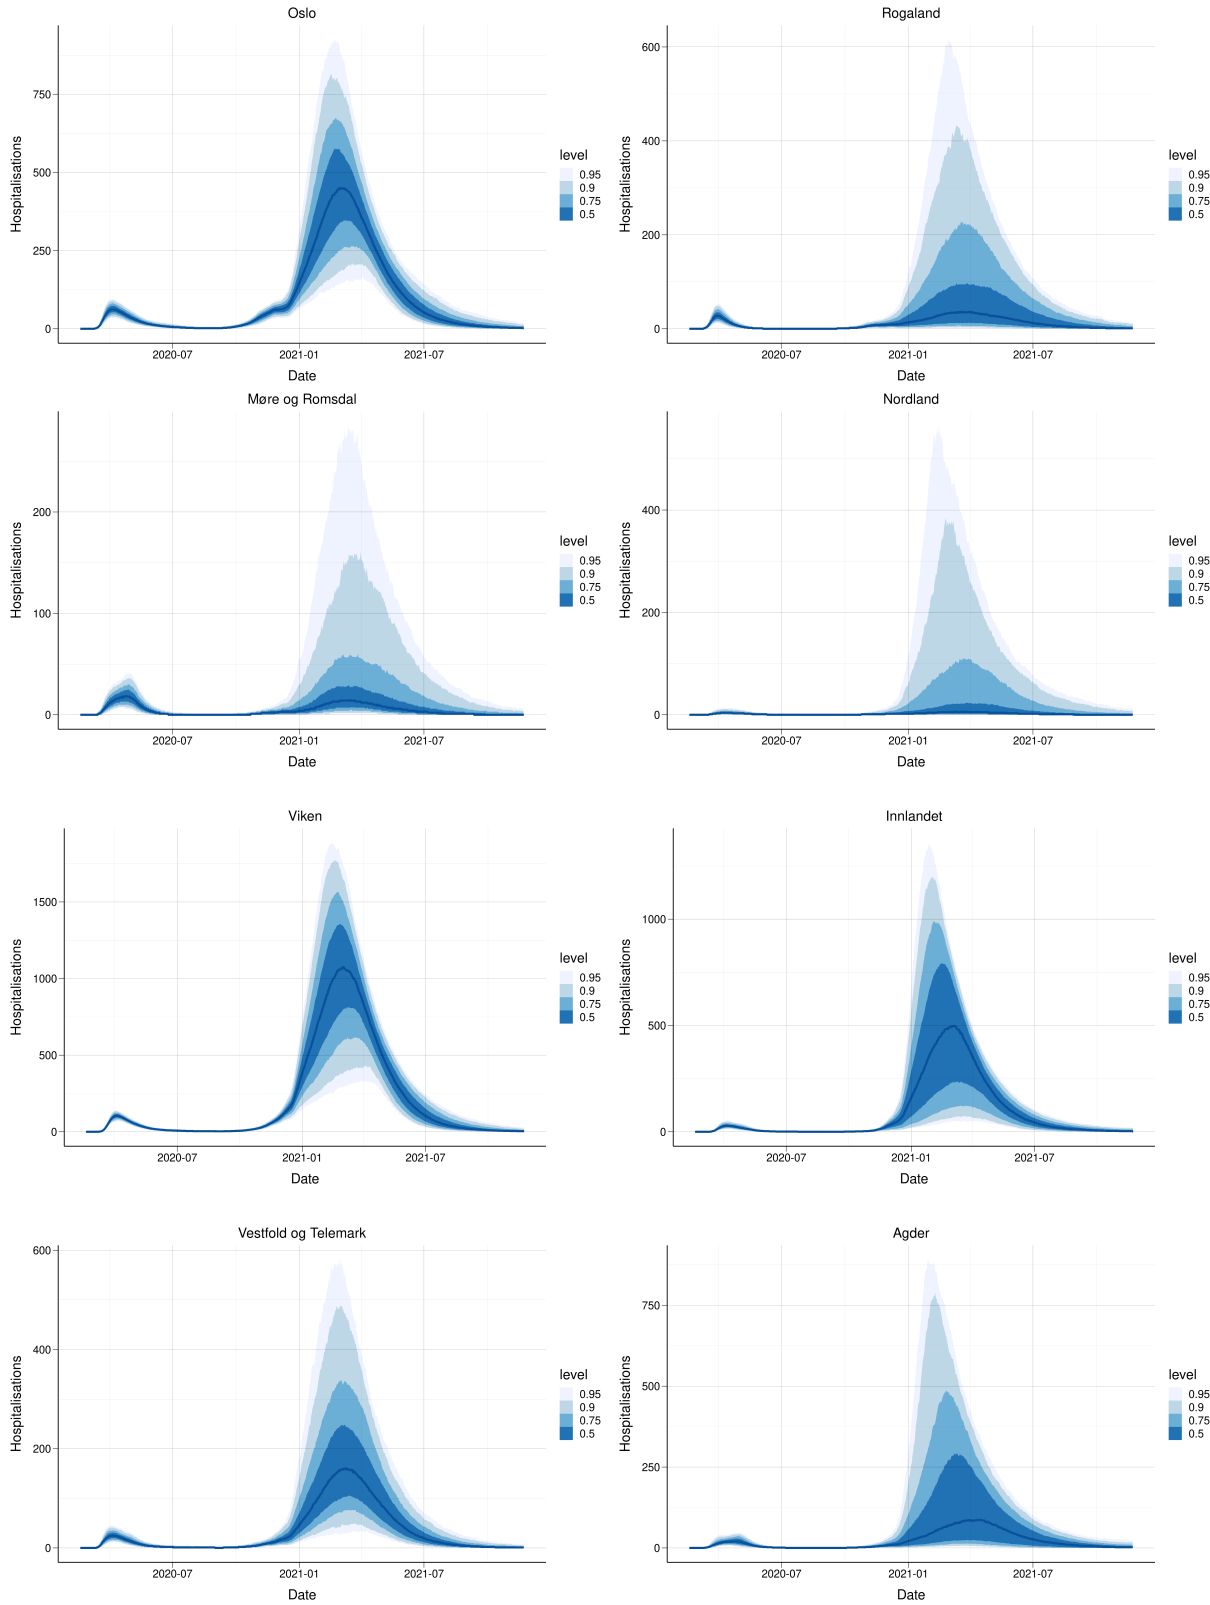 Oslo
Hospitalisations
750
500
250
0
2020-07
2021-01
2021-07
Date
level
0.95
0.9
0.75
0.5
Rogaland
Hospitalisations
600
400
200
0
2020-07
2021-01
2021-07
Date
level
0.95
0.9
0.75
0.5
Møre og Romsdal
Hospitalisations
200
100
0
2020-07
2021-01
2021-07
Date
level
0.95
0.9
0.75
0.5
Nordland
Hospitalisations
400
200
0
2020-07
2021-01
2021-07
Date
level
0.95
0.9
0.75
0.5
Viken
Hospitalisations
1500
1000
500
0
2020-07
2021-01
2021-07
Date
level
0.95
0.9
0.75
0.5
Innlandet
Hospitalisations
1000
500
0
2020-07
2021-01
2021-07
Date
level
0.95
0.9
0.75
0.5
Vestfold og Telemark
Hospitalisations
600
400
200
0
2020-07
2021-01
2021-07
Date
level
0.95
0.9
0.75
0.5
Agder
Hospitalisations
750
500
250
0
2020-07
2021-01
2021-07
Date
level
0.95
0.9
0.75
0.5